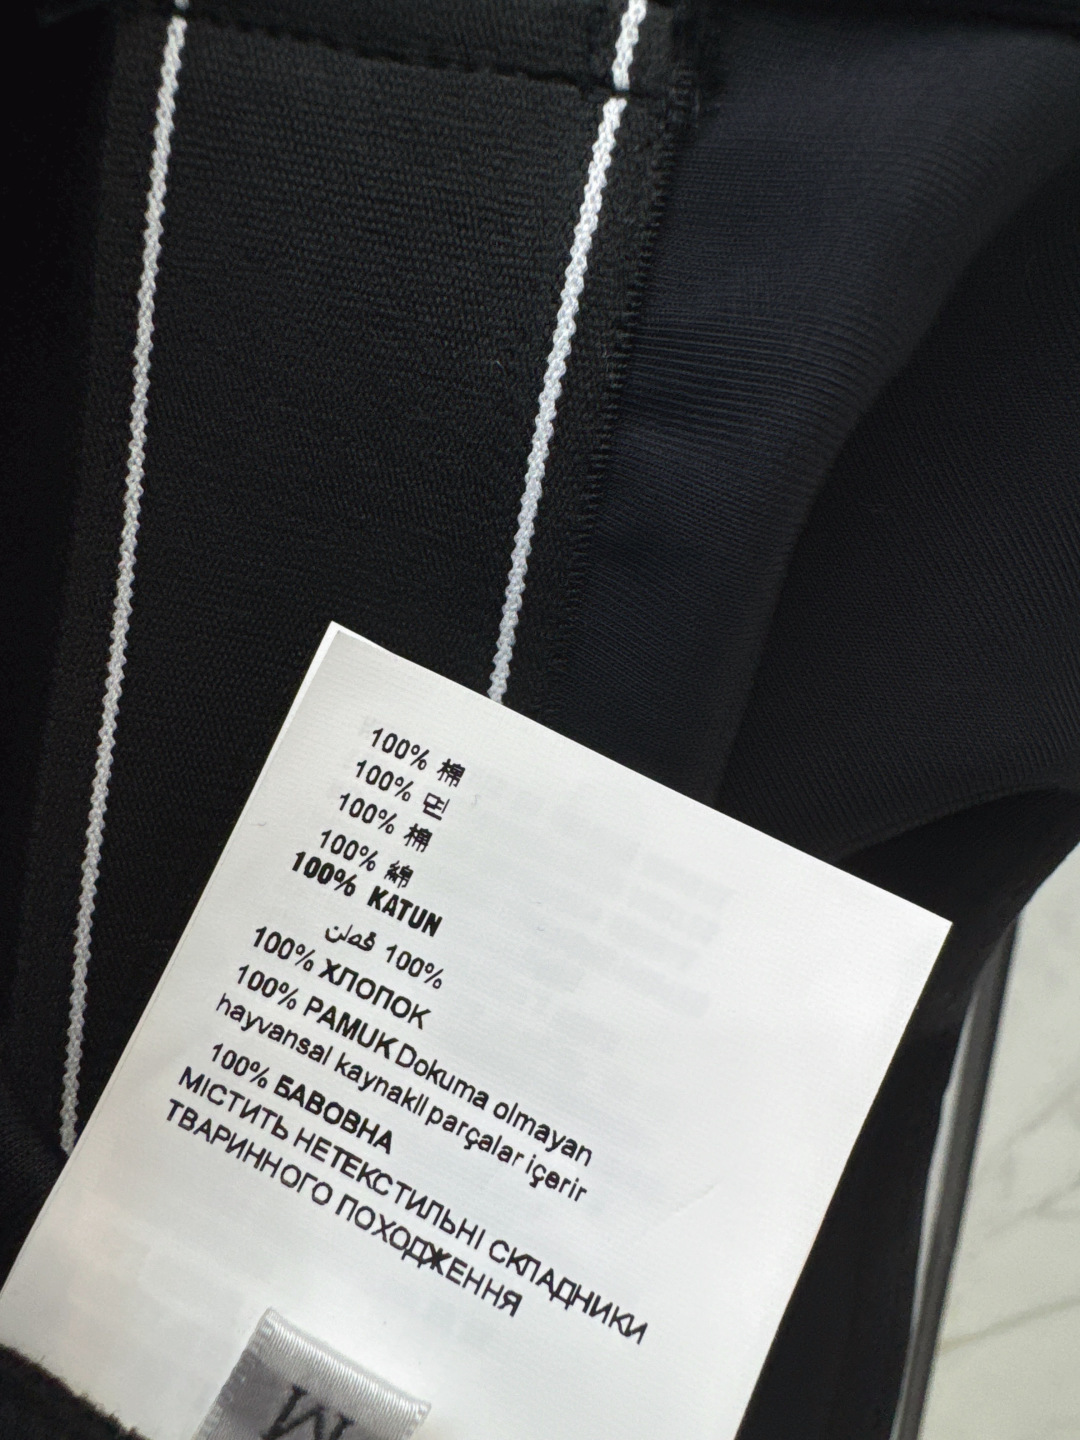 100% 棉
100% 면
100% 棉
100% 綿
100% KATUN
100% قطن
100% ХЛОПОК
100% PAMUK Dokuma olmayan
hayvansal kaynakli parçalar içerir
100% БАВОВНА
МІСТИТЬ НЕТЕКСТИЛЬНІ СКЛАДНИКИ
ТВАРИННОГО ПОХОДЖЕННЯ
M